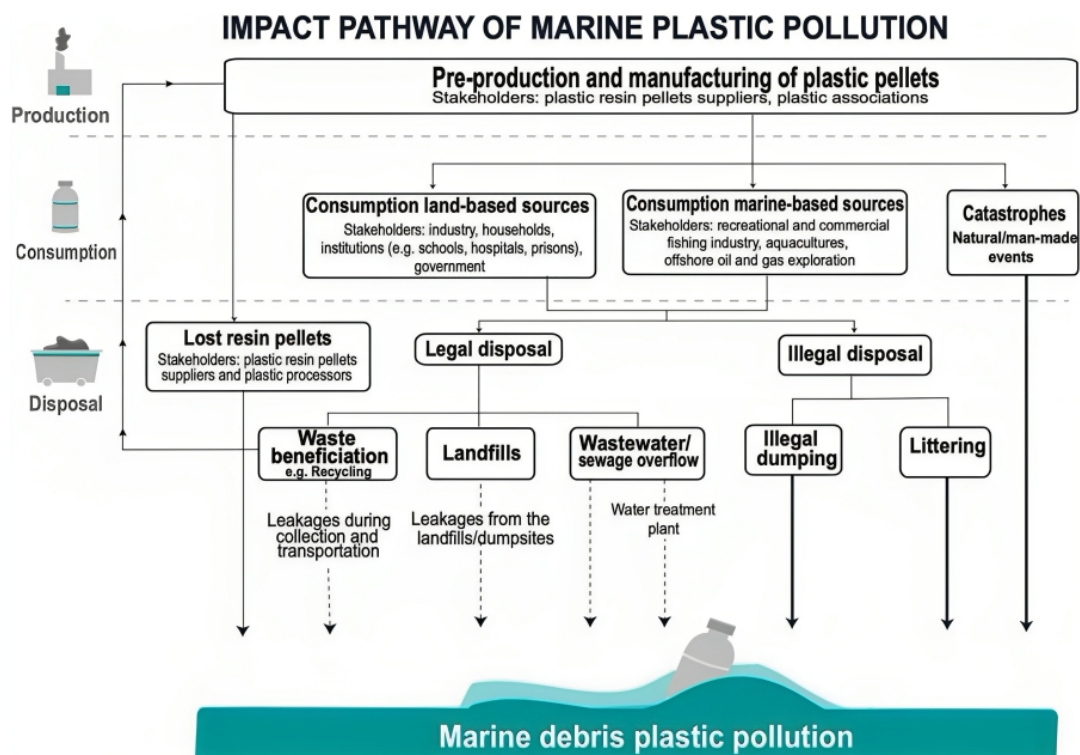 IMPACT PATHWAY OF MARINE PLASTIC POLLUTION
Production
Pre-production and manufacturing of plastic pellets
Stakeholders: plastic resin pellets suppliers, plastic associations
Consumption
Consumption land-based sources
Stakeholders: industry, households,
institutions (e.g. schools, hospitals, prisons),
government
Consumption marine-based sources
Stakeholders: recreational and commercial
fishing industry, aquacultures,
offshore oil and gas exploration
Catastrophes
Natural/man-made
events
Disposal
Lost resin pellets
Stakeholders: plastic resin pellets
suppliers and plastic processors
Legal disposal
Illegal disposal
Waste
beneficiation
e.g. Recycling
Landfills
Wastewater/
sewage overflow
Illegal
dumping
Littering
Leakages during
collection and
transportation
Leakages from the
landfills/dumpsites
Water treatment
plant
Marine debris plastic pollution